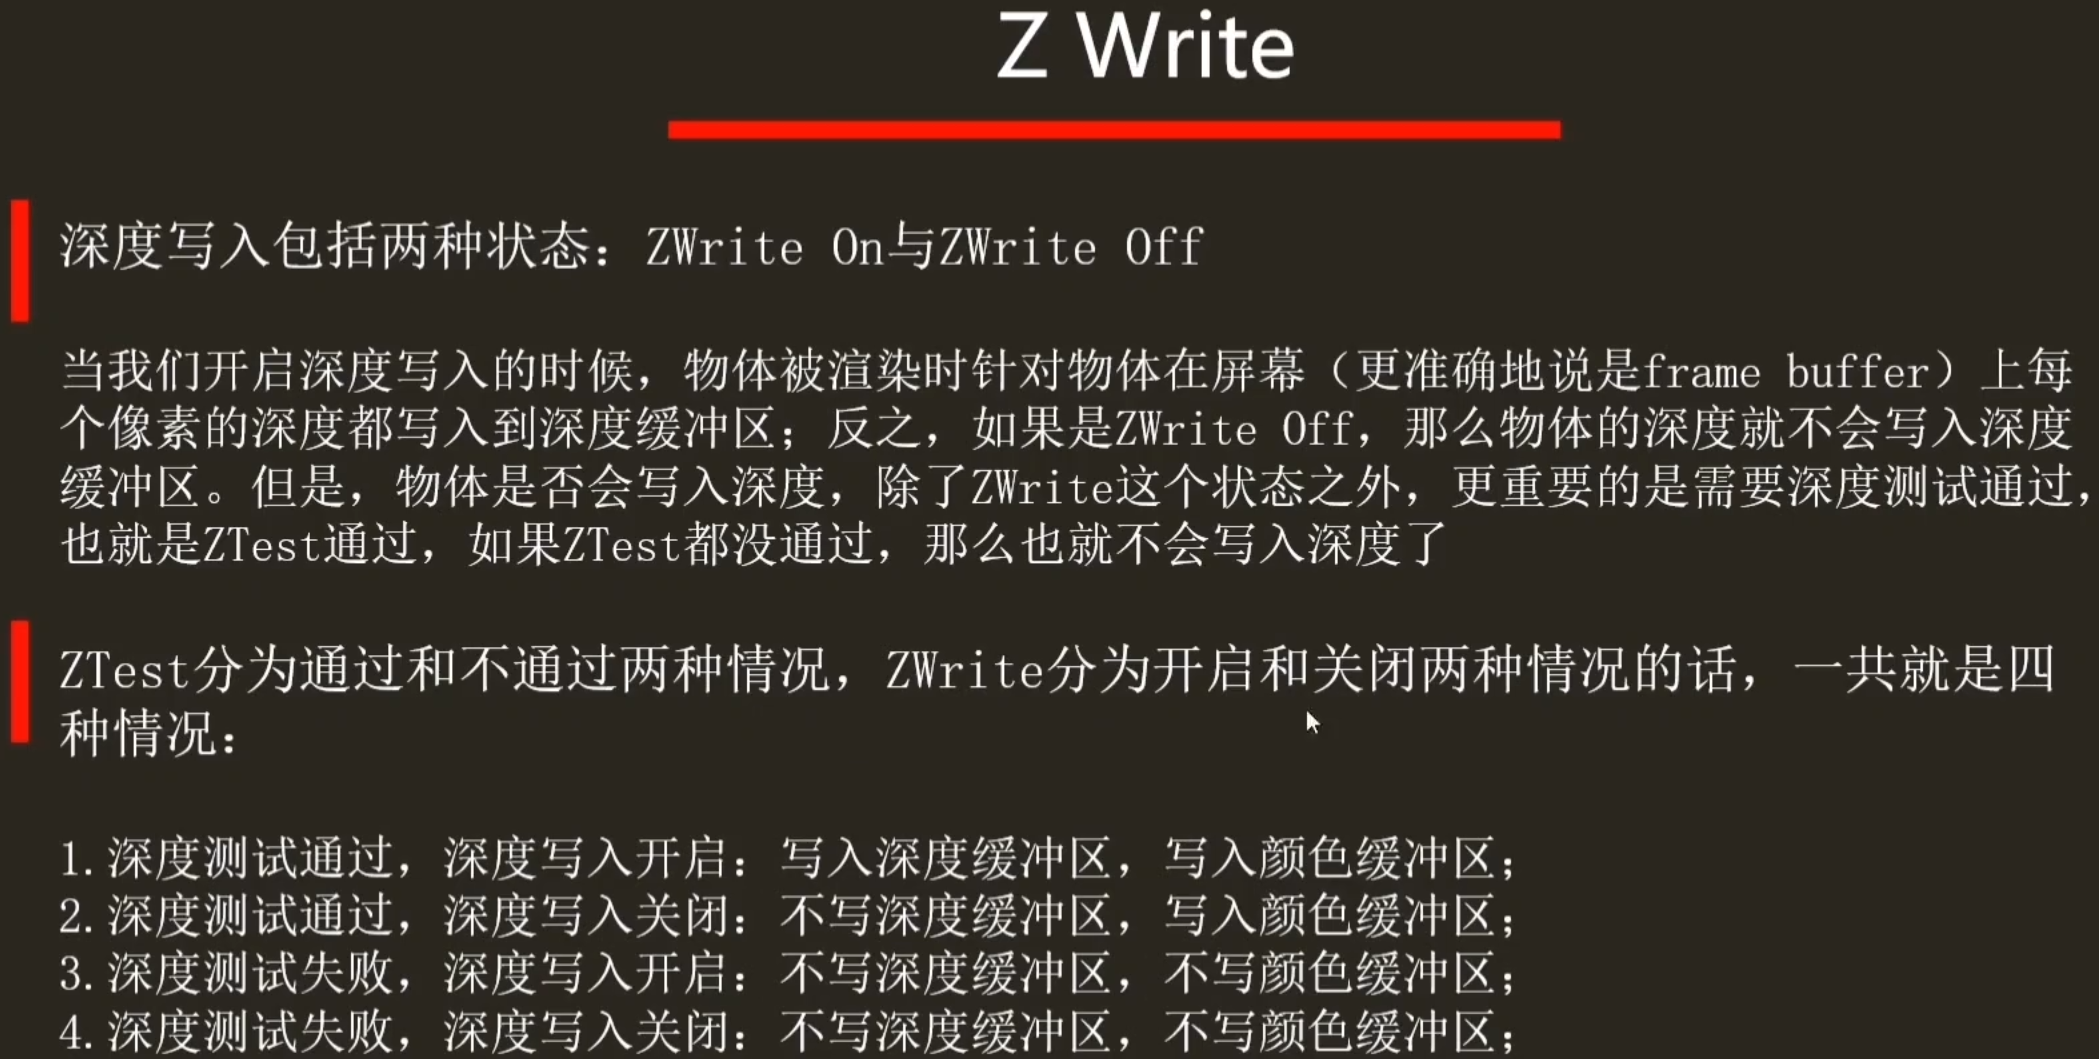 Z Write
深度写入包括两种状态：ZWrite On与ZWrite Off
当我们开启深度写入的时候，物体被渲染时针对物体在屏幕（更准确地说是frame buffer）上每
个像素的深度都写入到深度缓冲区；反之，如果是ZWrite Off，那么物体的深度就不会写入深度
缓冲区。但是，物体是否会写入深度，除了ZWrite这个状态之外，更重要的是需要深度测试通过，
也就是ZTest通过，如果ZTest都没通过，那么也就不会写入深度了
ZTest分为通过和不通过两种情况，ZWrite分为开启和关闭两种情况的话，一共就是四
种情况：
1.深度测试通过，深度写入开启：写入深度缓冲区，写入颜色缓冲区；
2.深度测试通过，深度写入关闭：不写深度缓冲区，写入颜色缓冲区；
3.深度测试失败，深度写入开启：不写深度缓冲区，不写颜色缓冲区；
4.深度测试失败，深度写入关闭：不写深度缓冲区，不写颜色缓冲区；